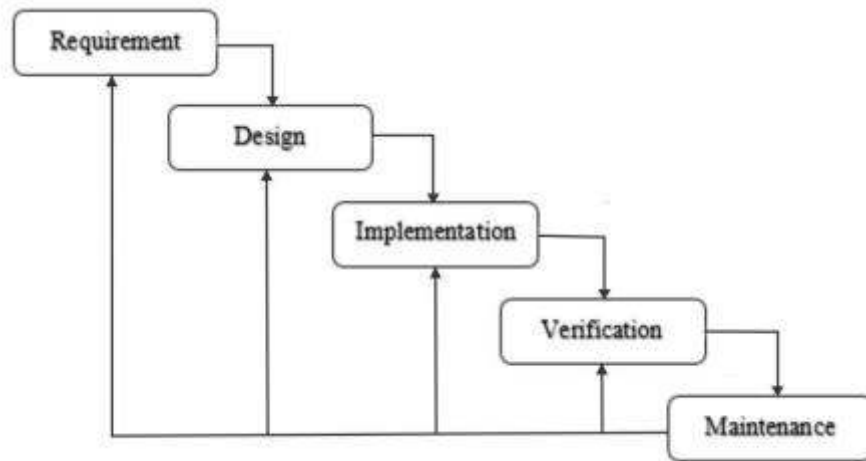 Requirement
Design
Implementation
Verification
Maintenance